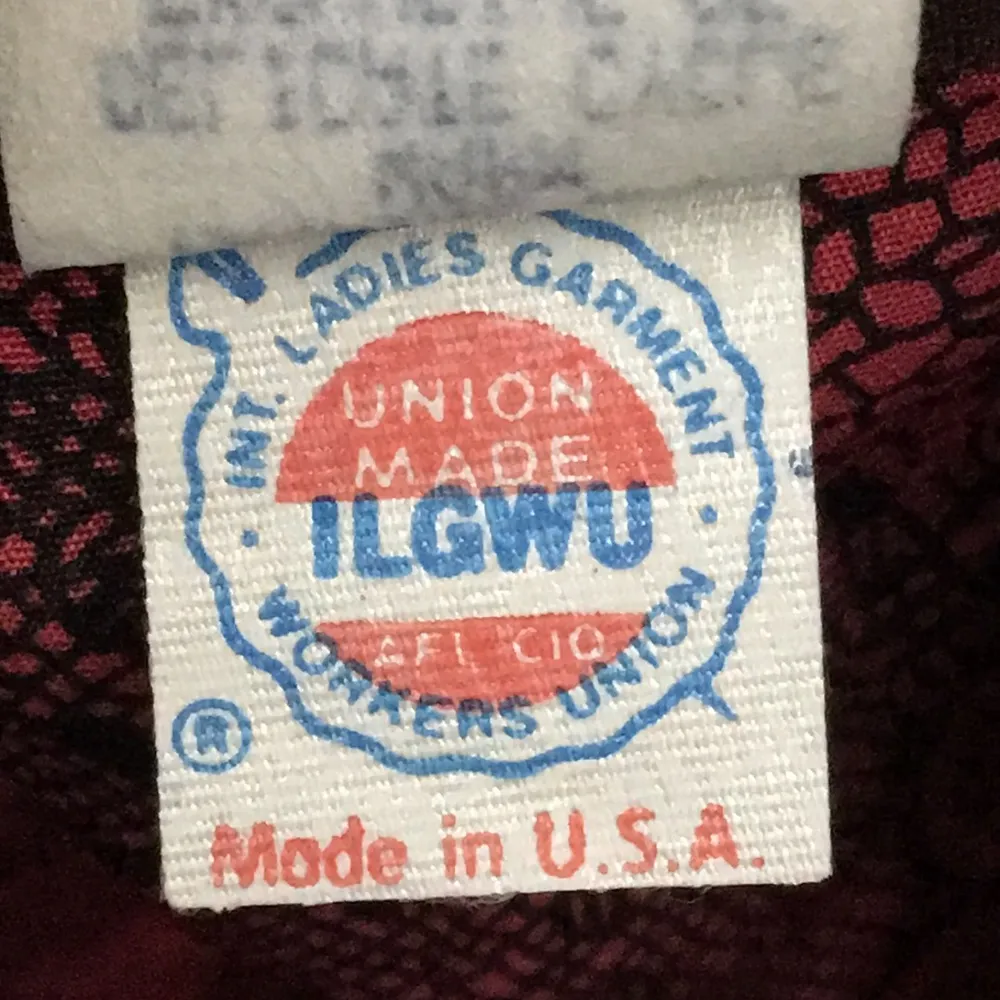 INT. LADIES GARMENT
UNION
MADE
ILGWU
AFL CIO
WORKERS UNION
®
Made in U.S.A.